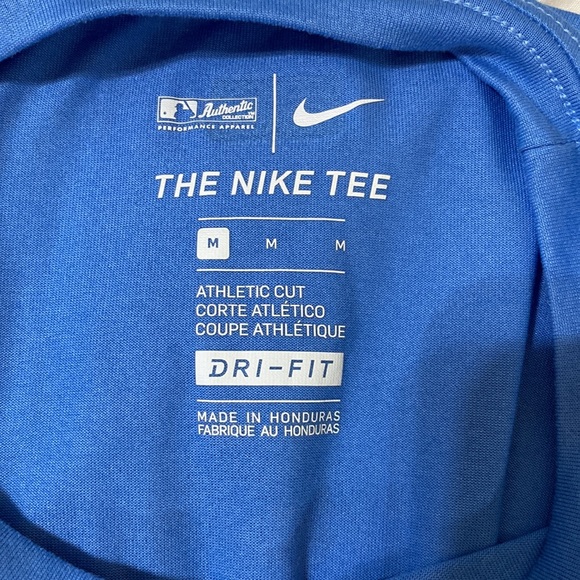 Authentic
COLLECTION
PERFORMANCE APPAREL
THE NIKE TEE
M M M
ATHLETIC CUT
CORTE ATLÉTICO
COUPE ATHLÉTIQUE
DRI-FIT
MADE IN HONDURAS
FABRIQUE AU HONDURAS